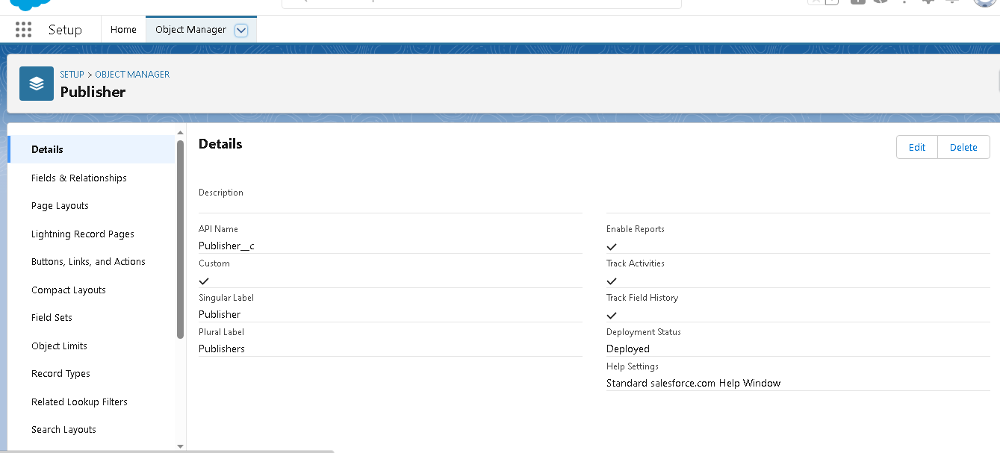 Setup
Home
Object Manager
SETUP > OBJECT MANAGER
Publisher
Details
Fields & Relationships
Page Layouts
Lightning Record Pages
Buttons, Links, and Actions
Compact Layouts
Field Sets
Object Limits
Record Types
Related Lookup Filters
Search Layouts
Details
Edit
Delete
Description
API Name
Publisher__c
Custom
Singular Label
Publisher
Plural Label
Publishers
Enable Reports
Track Activities
Track Field History
Deployment Status
Deployed
Help Settings
Standard salesforce.com Help Window